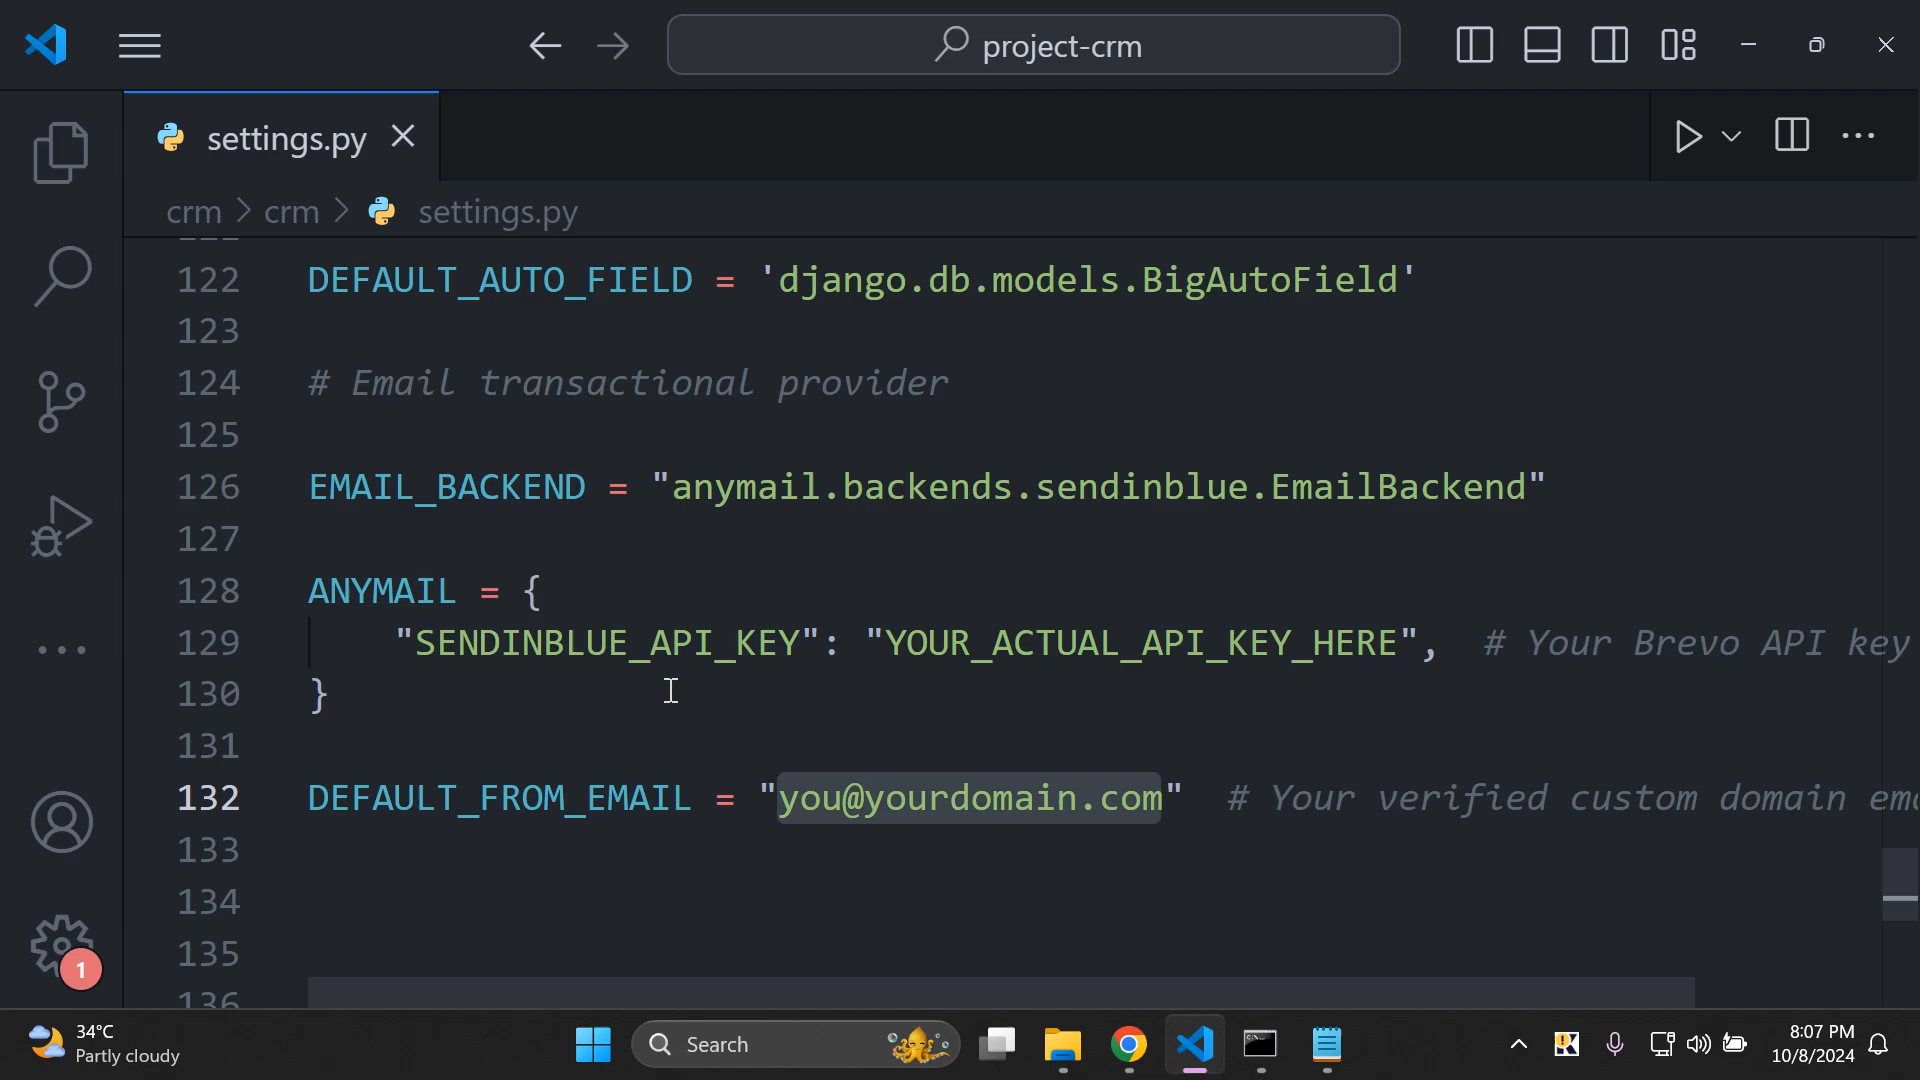 project-crm
settings.py
crm > crm > settings.py
122 DEFAULT_AUTO_FIELD = 'django.db.models.BigAutoField'
123
124 # Email transactional provider
125
126 EMAIL_BACKEND = "anymail.backends.sendinblue.EmailBackend"
127
128 ANYMAIL = {
129 "SENDINBLUE_API_KEY": "YOUR_ACTUAL_API_KEY_HERE", # Your Brevo API key
130 }
131
132 DEFAULT_FROM_EMAIL = "you@yourdomain.com" # Your verified custom domain
133
134
135
136
1
34°C
Partly cloudy
Search
8:07 PM
10/8/2024